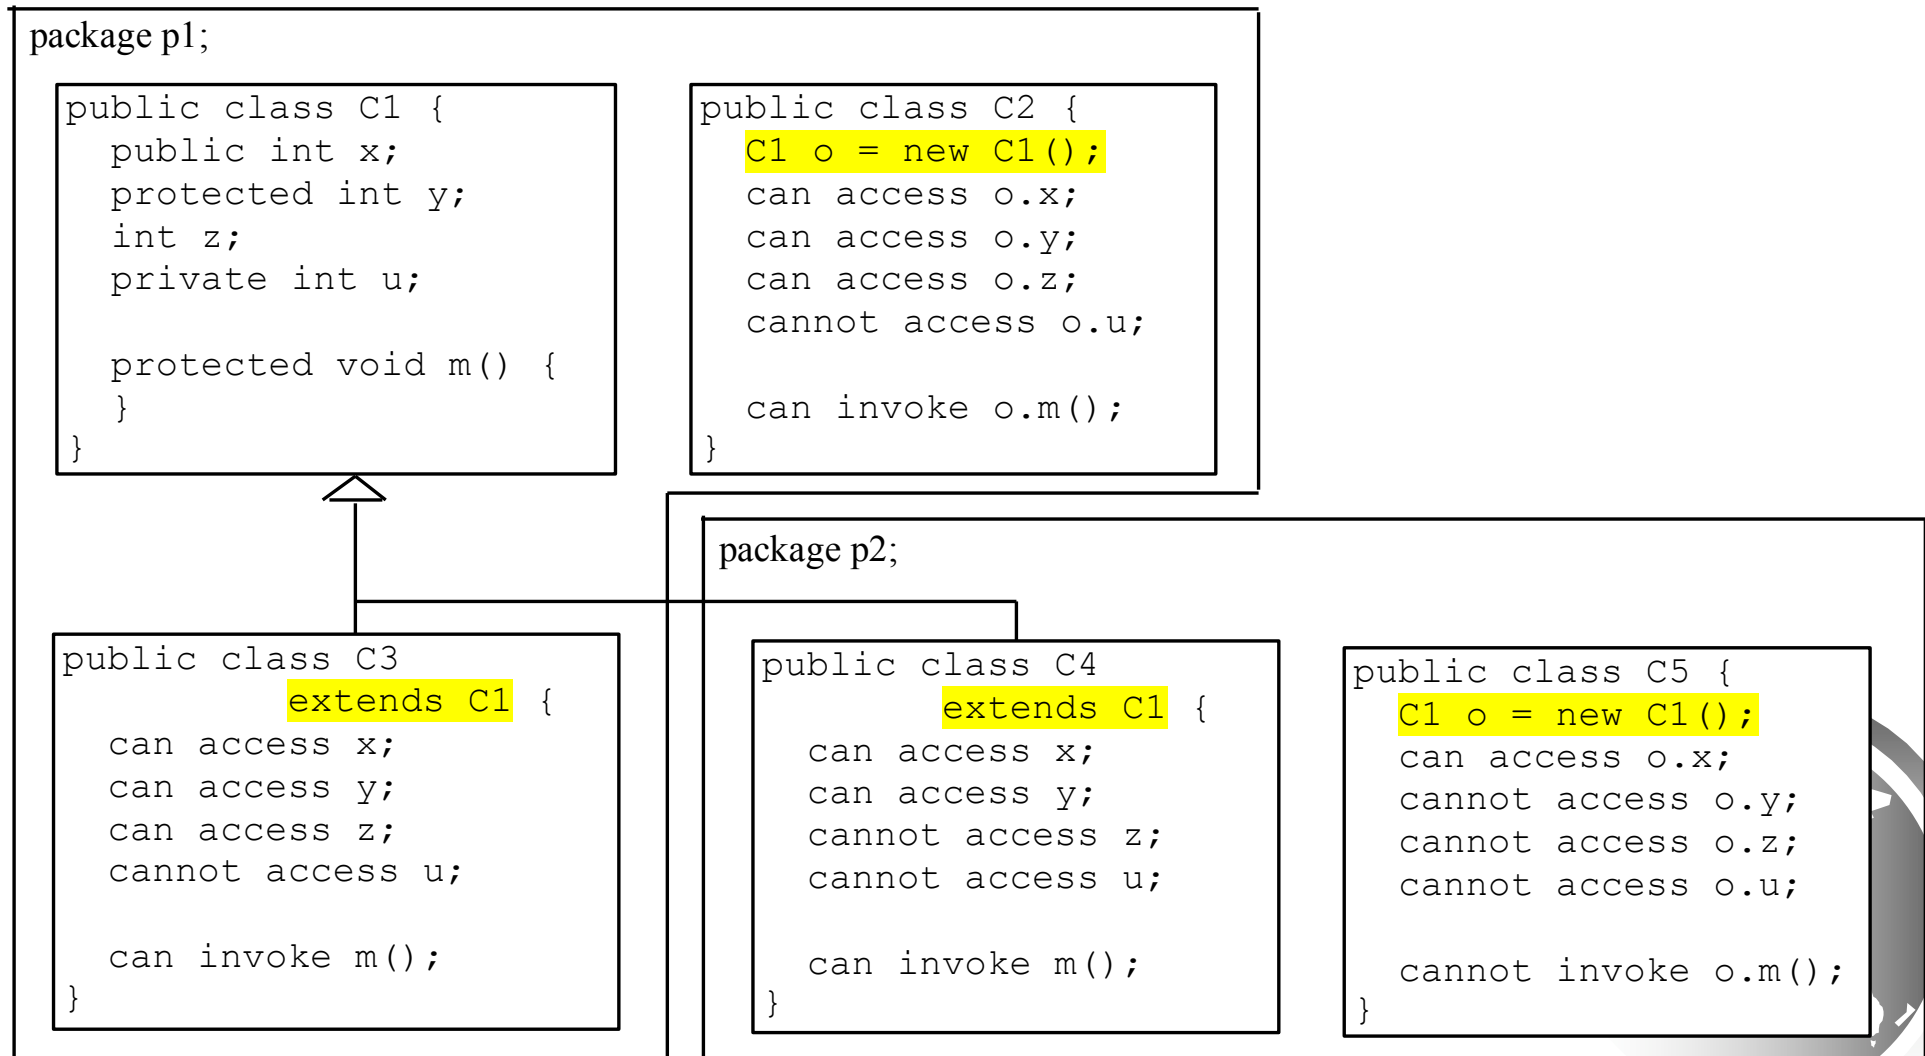 package p1;
public class C1 {
public int x;
protected int y;
int z;
private int u;
protected void m() {
}
}
public class C2 {
C1 o = new C1();
can access o.x;
can access o.y;
can access o.z;
cannot access o.u;
can invoke o.m();
}
package p2;
public class C3
extends C1 {
can access x;
can access y;
can access z;
cannot access u;
can invoke m();
}
public class C4
extends C1 {
can access x;
can access y;
cannot access z;
cannot access u;
can invoke m();
}
public class C5 {
C1 o = new C1();
can access o.x;
cannot access o.y;
cannot access o.z;
cannot access o.u;
cannot invoke o.m();
}